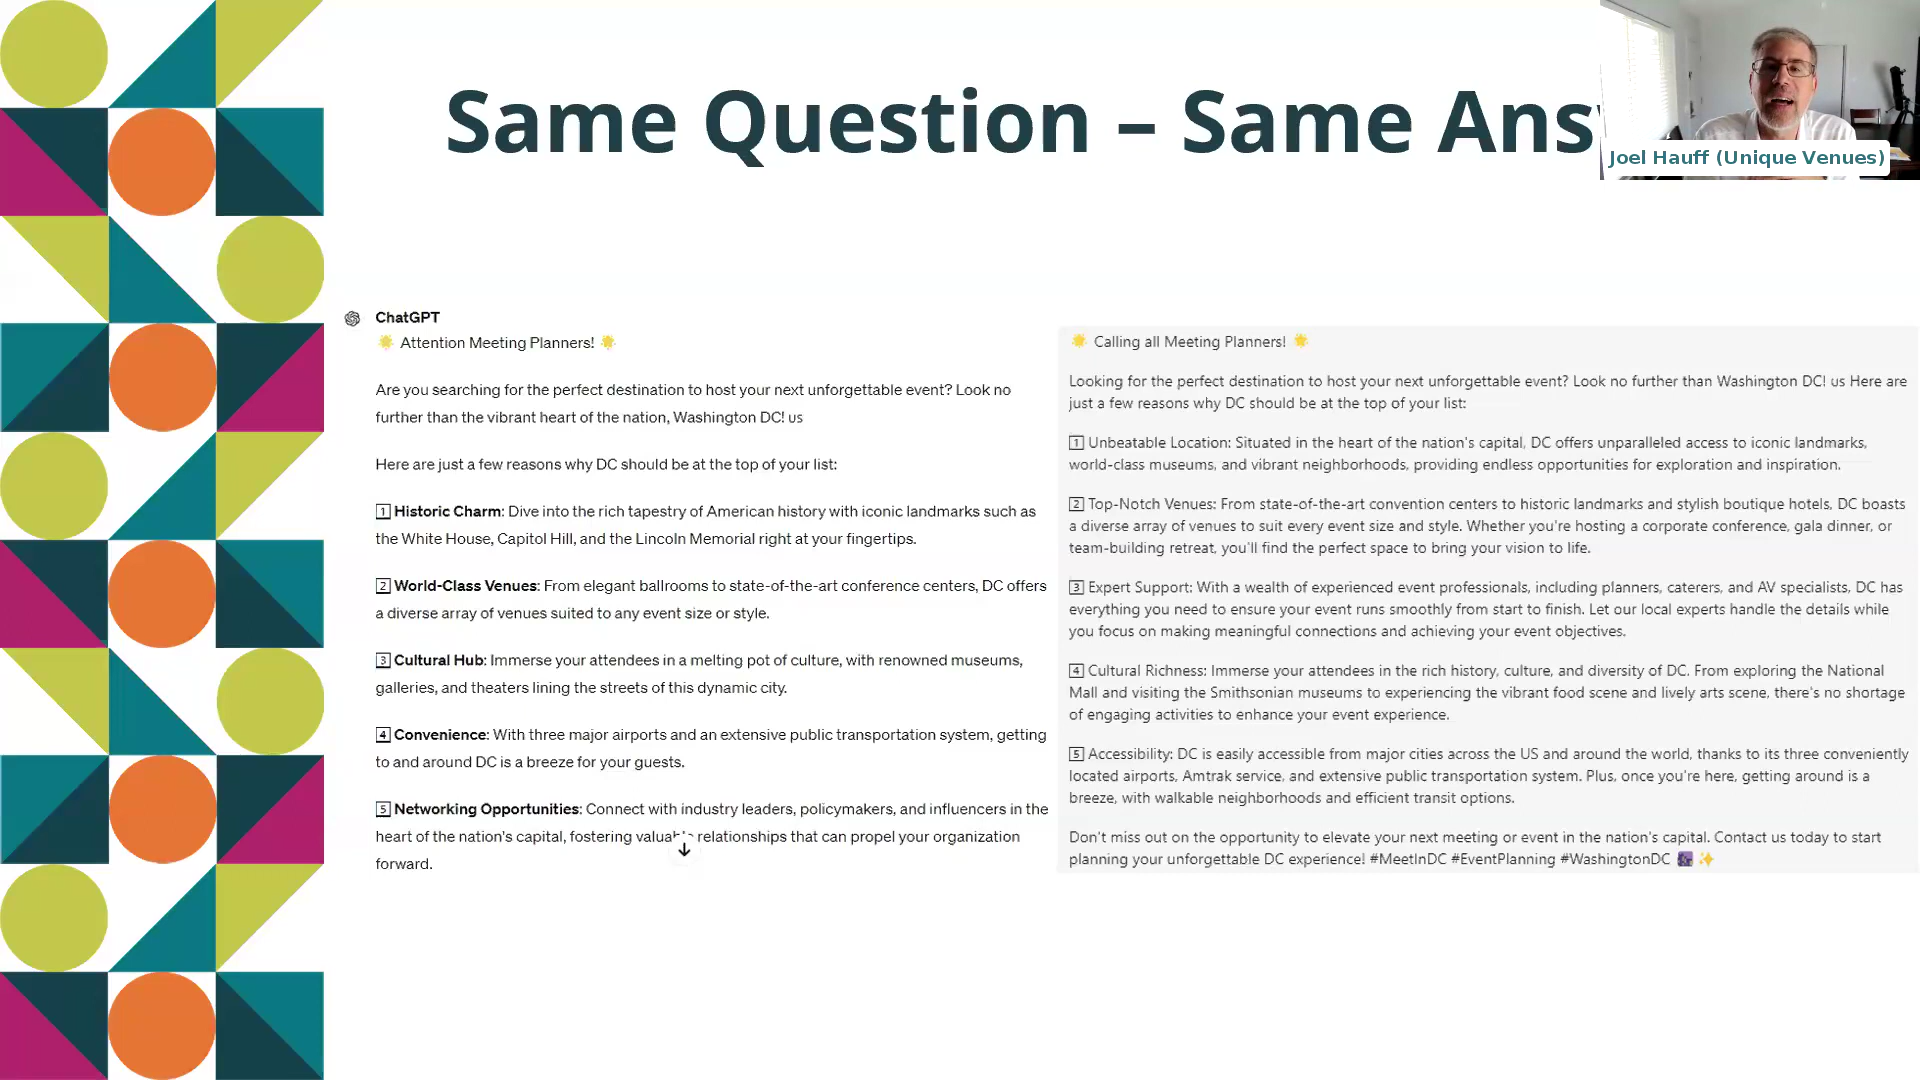 Same Question – Same Ans
Joel Hauff (Unique Venues)
ChatGPT
🌟 Attention Meeting Planners! 🌟
Are you searching for the perfect destination to host your next unforgettable event? Look no
further than the vibrant heart of the nation, Washington DC! us
Here are just a few reasons why DC should be at the top of your list:
1 Historic Charm: Dive into the rich tapestry of American history with iconic landmarks such as
the White House, Capitol Hill, and the Lincoln Memorial right at your fingertips.
2 World-Class Venues: From elegant ballrooms to state-of-the-art conference centers, DC offers
a diverse array of venues suited to any event size or style.
3 Cultural Hub: Immerse your attendees in a melting pot of culture, with renowned museums,
galleries, and theaters lining the streets of this dynamic city.
4 Convenience: With three major airports and an extensive public transportation system, getting
to and around DC is a breeze for your guests.
5 Networking Opportunities: Connect with industry leaders, policymakers, and influencers in the
heart of the nation's capital, fostering valuable relationships that can propel your organization
forward.
🌟 Calling all Meeting Planners! 🌟
Looking for the perfect destination to host your next unforgettable event? Look no further than Washington DC! us Here are
just a few reasons why DC should be at the top of your list:
1 Unbeatable Location: Situated in the heart of the nation's capital, DC offers unparalleled access to iconic landmarks,
world-class museums, and vibrant neighborhoods, providing endless opportunities for exploration and inspiration.
2 Top-Notch Venues: From state-of-the-art convention centers to historic landmarks and stylish boutique hotels, DC boasts
a diverse array of venues to suit every event size and style. Whether you're hosting a corporate conference, gala dinner, or
team-building retreat, you'll find the perfect space to bring your vision to life.
3 Expert Support: With a wealth of experienced event professionals, including planners, caterers, and AV specialists, DC has
everything you need to ensure your event runs smoothly from start to finish. Let our local experts handle the details while
you focus on making meaningful connections and achieving your event objectives.
4 Cultural Richness: Immerse your attendees in the rich history, culture, and diversity of DC. From exploring the National
Mall and visiting the Smithsonian museums to experiencing the vibrant food scene and lively arts scene, there's no shortage
of engaging activities to enhance your event experience.
5 Accessibility: DC is easily accessible from major cities across the US and around the world, thanks to its three conveniently
located airports, Amtrak service, and extensive public transportation system. Plus, once you're here, getting around is a
breeze, with walkable neighborhoods and efficient transit options.
Don't miss out on the opportunity to elevate your next meeting or event in the nation's capital. Contact us today to start
planning your unforgettable DC experience! #MeetInDC #EventPlanning #WashingtonDC 🎆 ✨